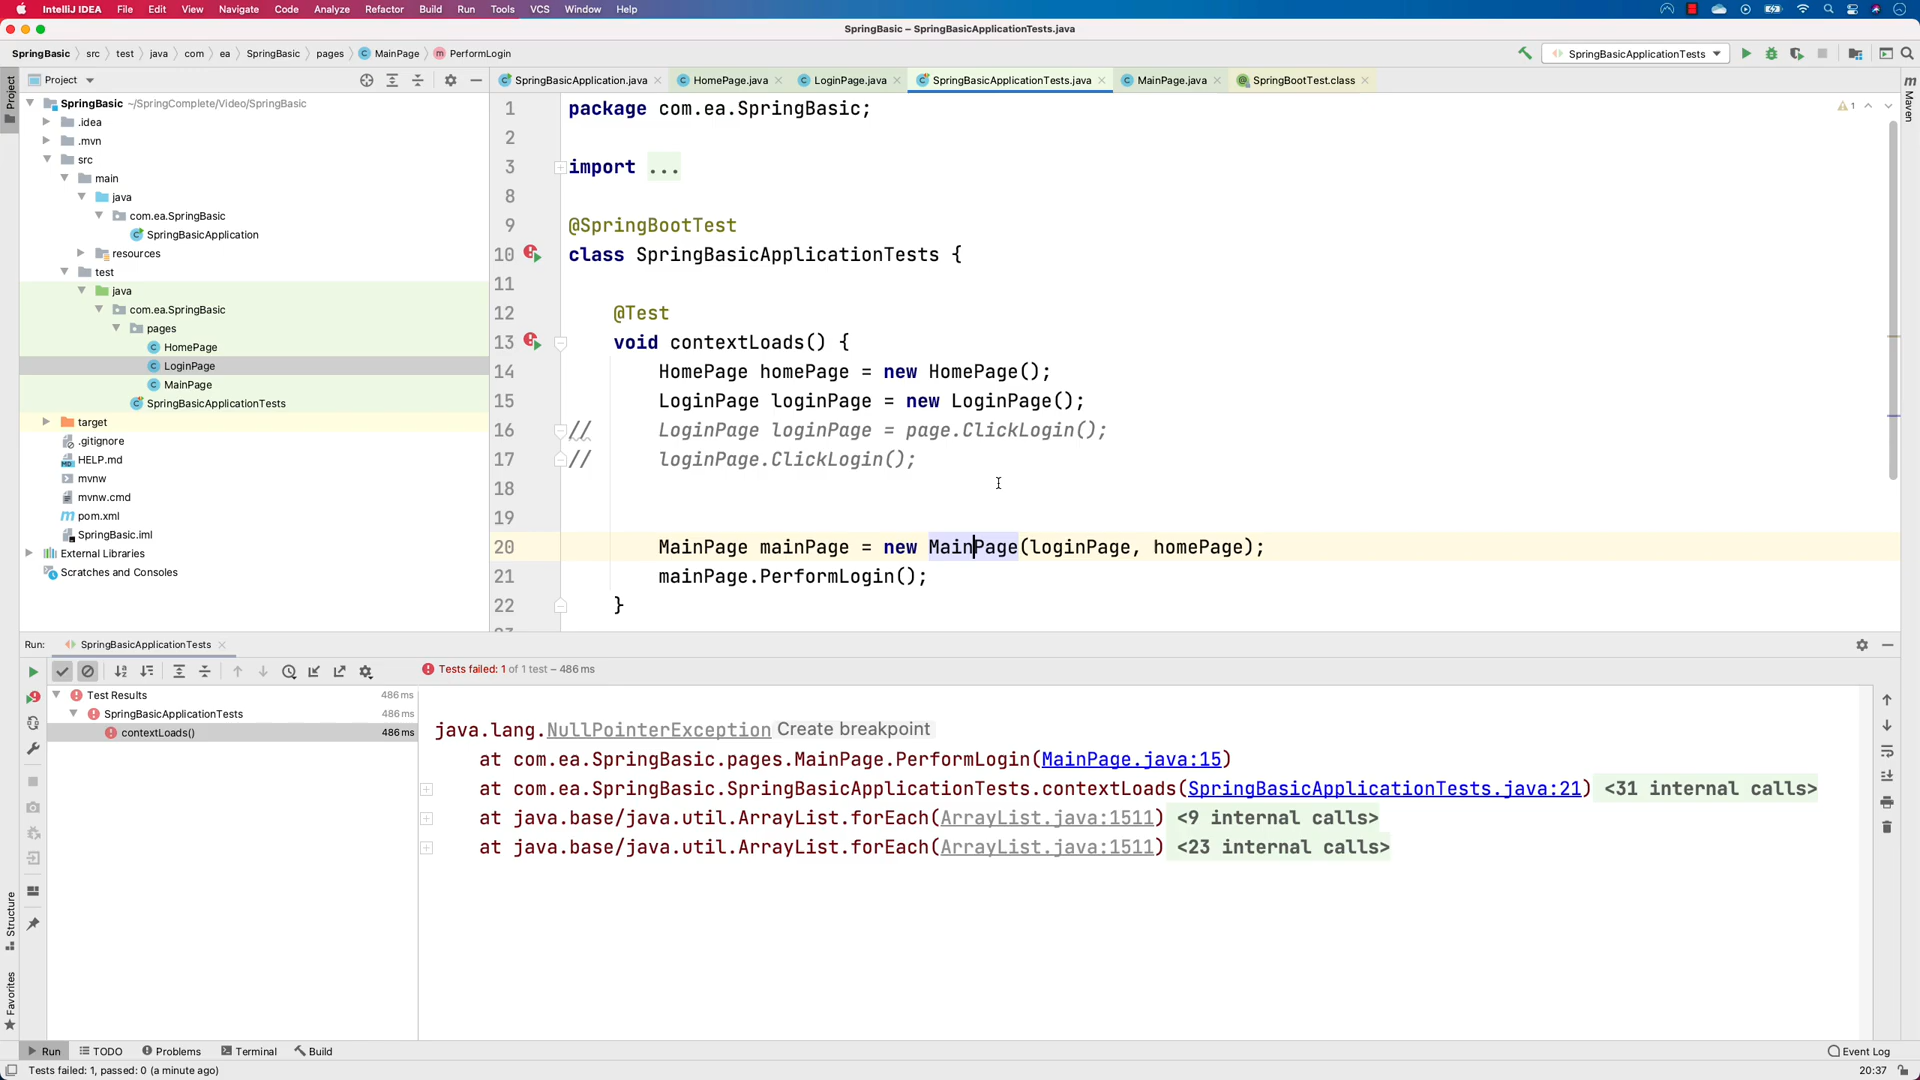 IntelliJ IDEA File Edit View Navigate Code Analyze Refactor Build Run Tools VCS Window Help
SpringBasic – SpringBasicApplicationTests.java
SpringBasic src test java com ea SpringBasic pages MainPage PerformLogin
SpringBasicApplicationTests
Project
SpringBasicApplication.java HomePage.java LoginPage.java SpringBasicApplicationTests.java MainPage.java SpringBootTest.class
Project
Maven
SpringBasic ~/SpringComplete/Video/SpringBasic
.idea
.mvn
src
main
java
com.ea.SpringBasic
SpringBasicApplication
resources
test
java
com.ea.SpringBasic
pages
HomePage
LoginPage
MainPage
SpringBasicApplicationTests
target
.gitignore
HELP.md
mvnw
mvnw.cmd
pom.xml
SpringBasic.iml
External Libraries
Scratches and Consoles
1
1 package com.ea.SpringBasic;
2
3 import ...
8
9 @SpringBootTest
10 class SpringBasicApplicationTests {
11
12 @Test
13 void contextLoads() {
14 HomePage homePage = new HomePage();
15 LoginPage loginPage = new LoginPage();
16 // LoginPage loginPage = page.ClickLogin();
17 // loginPage.ClickLogin();
18
19
20 MainPage mainPage = new MainPage(loginPage, homePage);
21 mainPage.PerformLogin();
22 }
Run: SpringBasicApplicationTests
Tests failed: 1 of 1 test – 486 ms
Test Results 486 ms
SpringBasicApplicationTests 486 ms
contextLoads() 486 ms
java.lang.NullPointerException Create breakpoint
at com.ea.SpringBasic.pages.MainPage.PerformLogin(MainPage.java:15)
at com.ea.SpringBasic.SpringBasicApplicationTests.contextLoads(SpringBasicApplicationTests.java:21) <31 internal calls>
at java.base/java.util.ArrayList.forEach(ArrayList.java:1511) <9 internal calls>
at java.base/java.util.ArrayList.forEach(ArrayList.java:1511) <23 internal calls>
Structure
Favorites
Run TODO Problems Terminal Build Event Log
Tests failed: 1, passed: 0 (a minute ago) 20:37